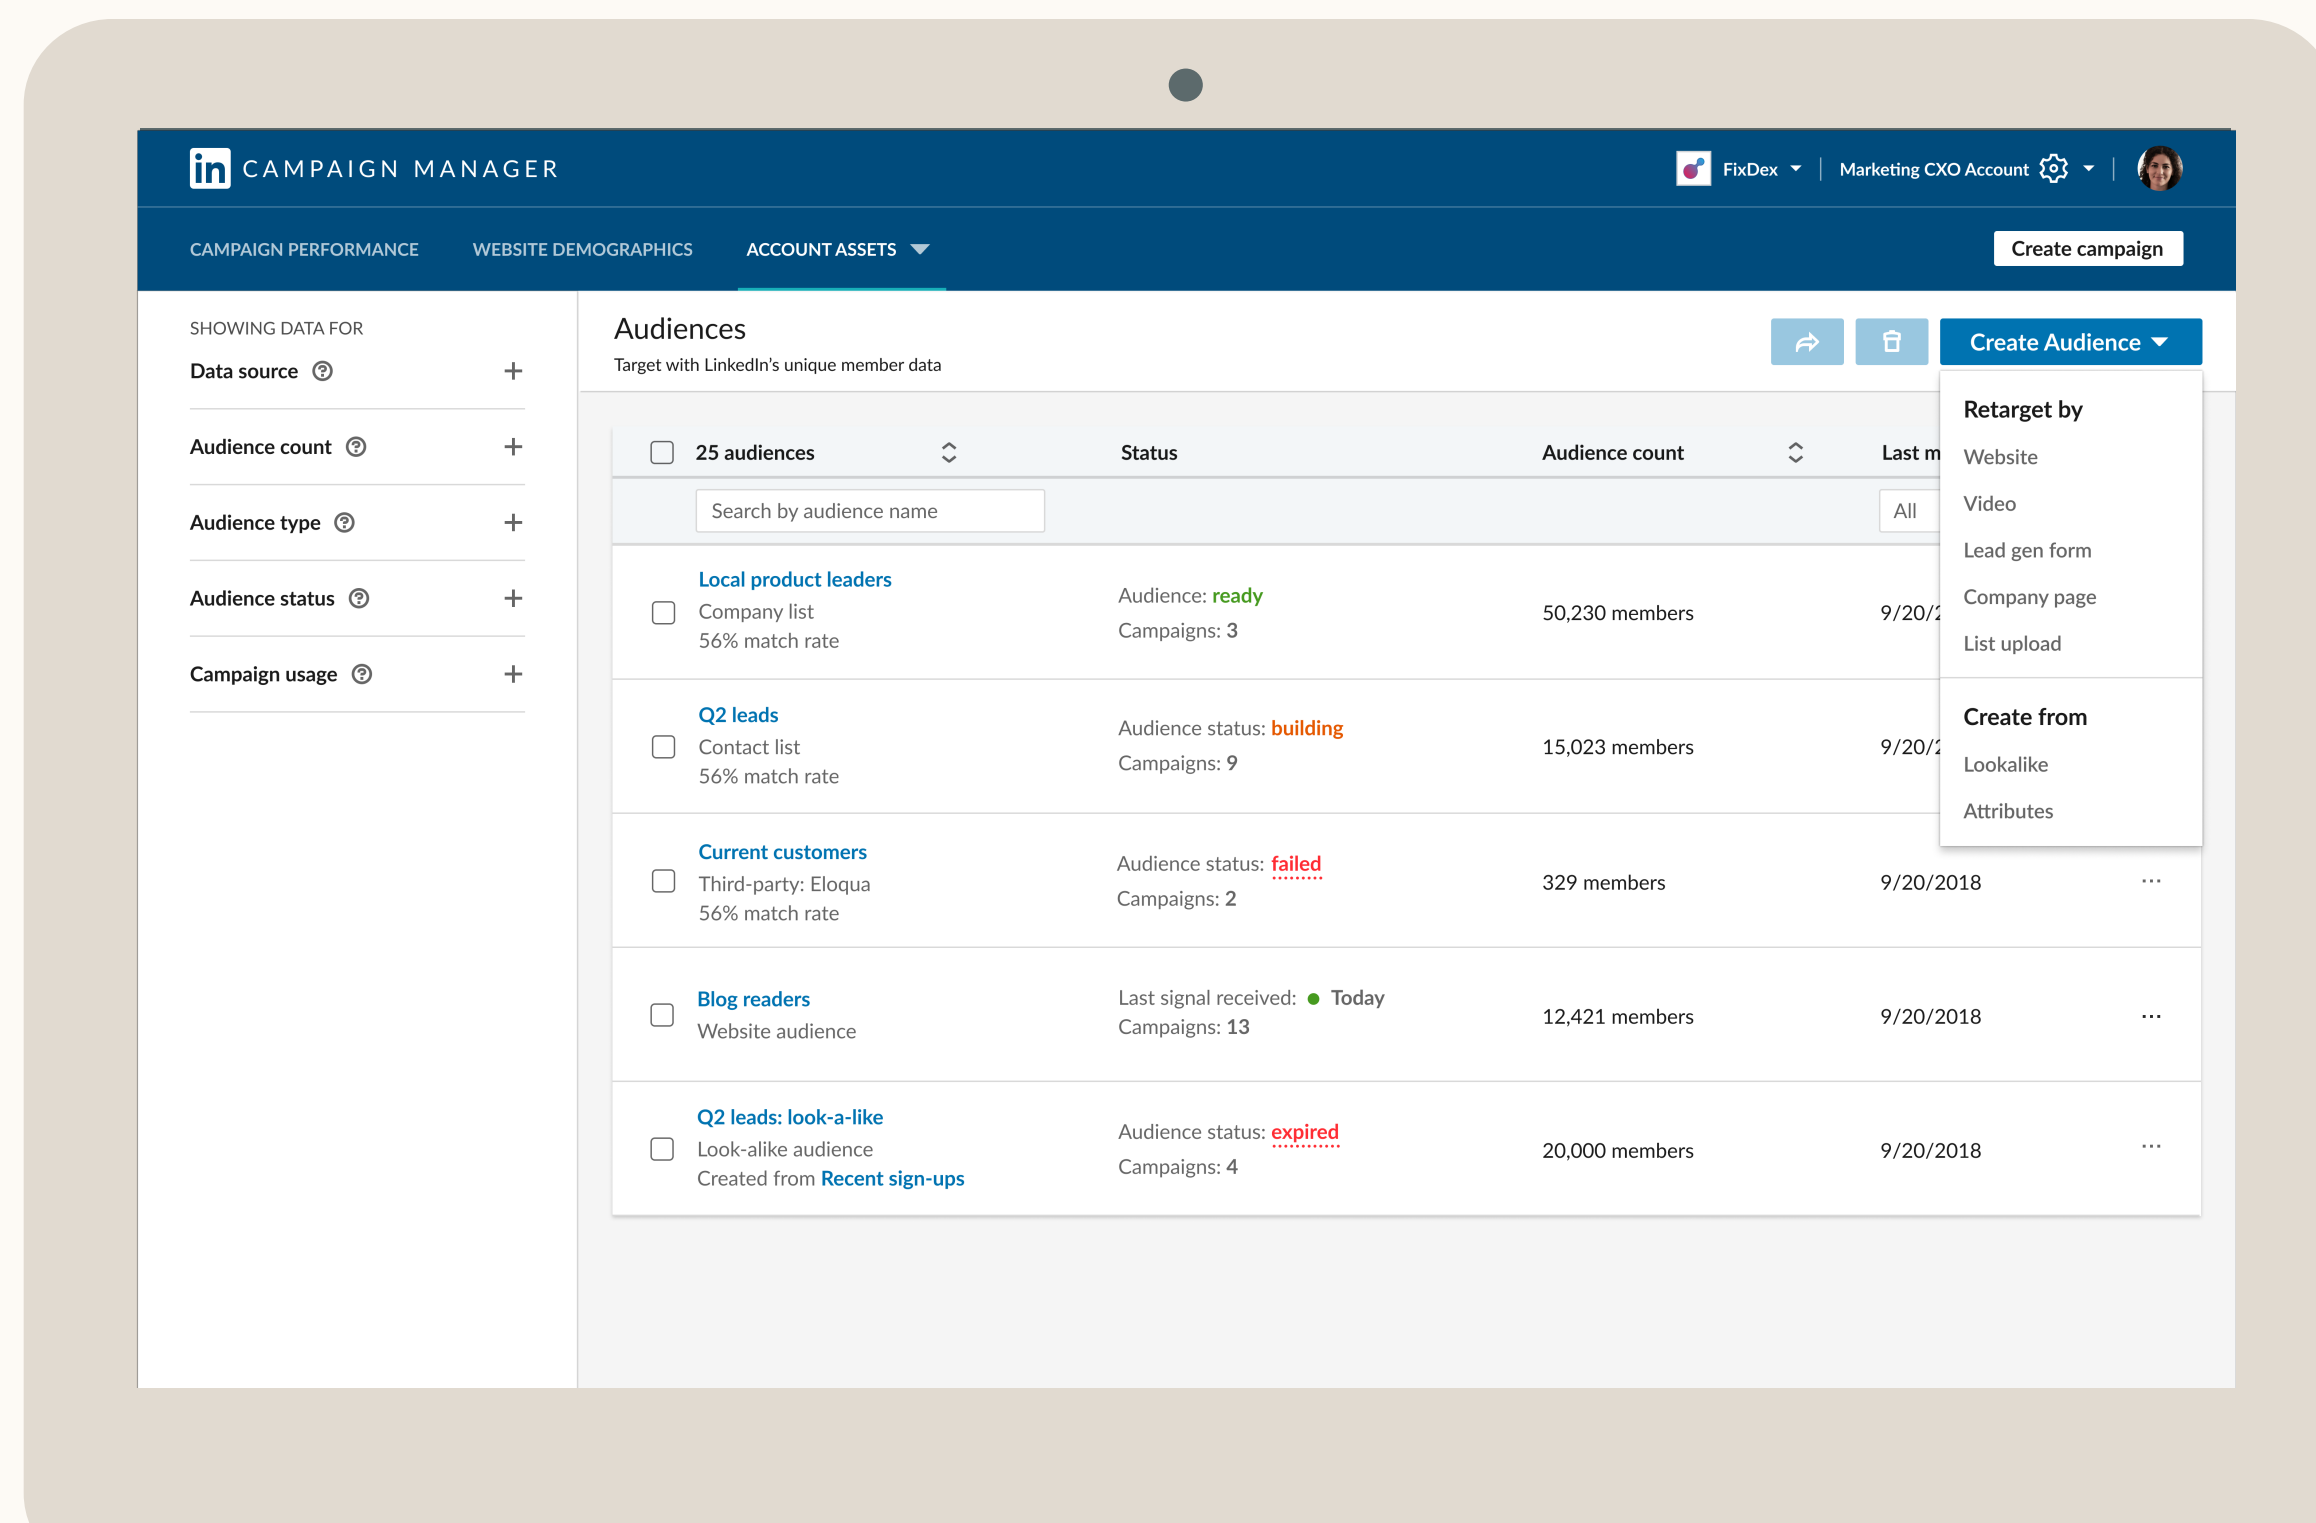 in CAMPAIGN MANAGER
FixDex
Marketing CXO Account
CAMPAIGN PERFORMANCE
WEBSITE DEMOGRAPHICS
ACCOUNT ASSETS
Create campaign
SHOWING DATA FOR
Data source
Audience count
Audience type
Audience status
Campaign usage
Audiences
Target with LinkedIn’s unique member data
Create Audience
Retarget by
Website
Video
Lead gen form
Company page
List upload
Create from
Lookalike
Attributes
25 audiences
Status
Audience count
Last m
Search by audience name
All
Local product leaders
Company list
56% match rate
Audience: ready
Campaigns: 3
50,230 members
9/20/2
Q2 leads
Contact list
56% match rate
Audience status: building
Campaigns: 9
15,023 members
9/20/2
Current customers
Third-party: Eloqua
56% match rate
Audience status: failed
Campaigns: 2
329 members
9/20/2018
Blog readers
Website audience
Last signal received: Today
Campaigns: 13
12,421 members
9/20/2018
Q2 leads: look-a-like
Look-alike audience
Created from Recent sign-ups
Audience status: expired
Campaigns: 4
20,000 members
9/20/2018